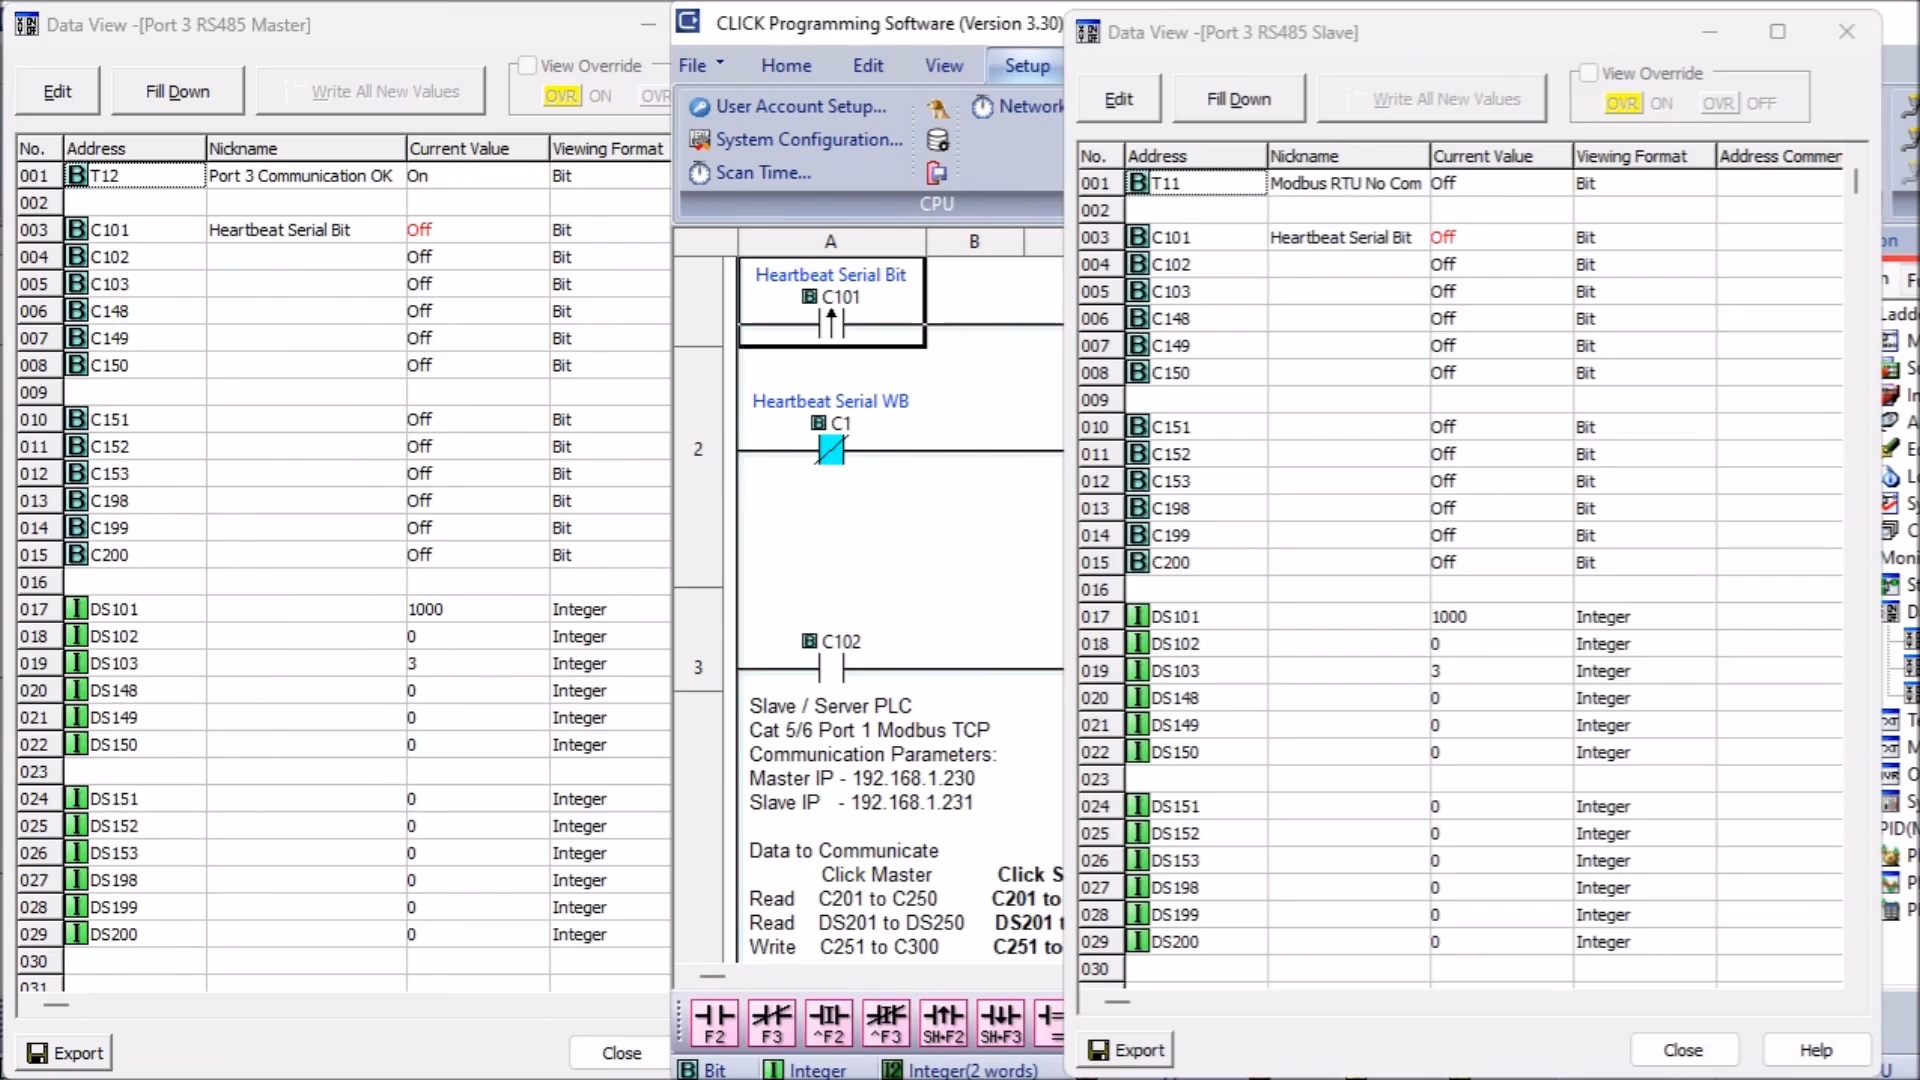 Data View -[Port 3 RS485 Master]
Edit
Fill Down
Write All New Values
View Override
OVR ON OVR
No. Address Nickname Current Value Viewing Format
001 T12 Port 3 Communication OK On Bit
002
003 C101 Heartbeat Serial Bit Off Bit
004 C102 Off Bit
005 C103 Off Bit
006 C148 Off Bit
007 C149 Off Bit
008 C150 Off Bit
009
010 C151 Off Bit
011 C152 Off Bit
012 C153 Off Bit
013 C198 Off Bit
014 C199 Off Bit
015 C200 Off Bit
016
017 DS101 1000 Integer
018 DS102 0 Integer
019 DS103 3 Integer
020 DS148 0 Integer
021 DS149 0 Integer
022 DS150 0 Integer
023
024 DS151 0 Integer
025 DS152 0 Integer
026 DS153 0 Integer
027 DS198 0 Integer
028 DS199 0 Integer
029 DS200 0 Integer
030
031
Export
Close
CLICK Programming Software (Version 3.30)
File Home Edit View Setup
User Account Setup... Network
System Configuration...
Scan Time...
CPU
A B
Heartbeat Serial Bit
C101
Heartbeat Serial WB
C1
2
C102
3
Slave / Server PLC
Cat 5/6 Port 1 Modbus TCP
Communication Parameters:
Master IP - 192.168.1.230
Slave IP - 192.168.1.231
Data to Communicate
Click Master Click S
Read C201 to C250 C201 to
Read DS201 to DS250 DS201 t
Write C251 to C300 C251 to
F2 F3 ^F2 ^F3 SH+F2 SH+F3
Bit Integer Integer(2 words)
Data View -[Port 3 RS485 Slave]
Edit
Fill Down
Write All New Values
View Override
OVR ON OVR OFF
No. Address Nickname Current Value Viewing Format Address Commer
001 T11 Modbus RTU No Com Off Bit
002
003 C101 Heartbeat Serial Bit Off Bit
004 C102 Off Bit
005 C103 Off Bit
006 C148 Off Bit
007 C149 Off Bit
008 C150 Off Bit
009
010 C151 Off Bit
011 C152 Off Bit
012 C153 Off Bit
013 C198 Off Bit
014 C199 Off Bit
015 C200 Off Bit
016
017 DS101 1000 Integer
018 DS102 0 Integer
019 DS103 3 Integer
020 DS148 0 Integer
021 DS149 0 Integer
022 DS150 0 Integer
023
024 DS151 0 Integer
025 DS152 0 Integer
026 DS153 0 Integer
027 DS198 0 Integer
028 DS199 0 Integer
029 DS200 0 Integer
030
Export
Close
Help